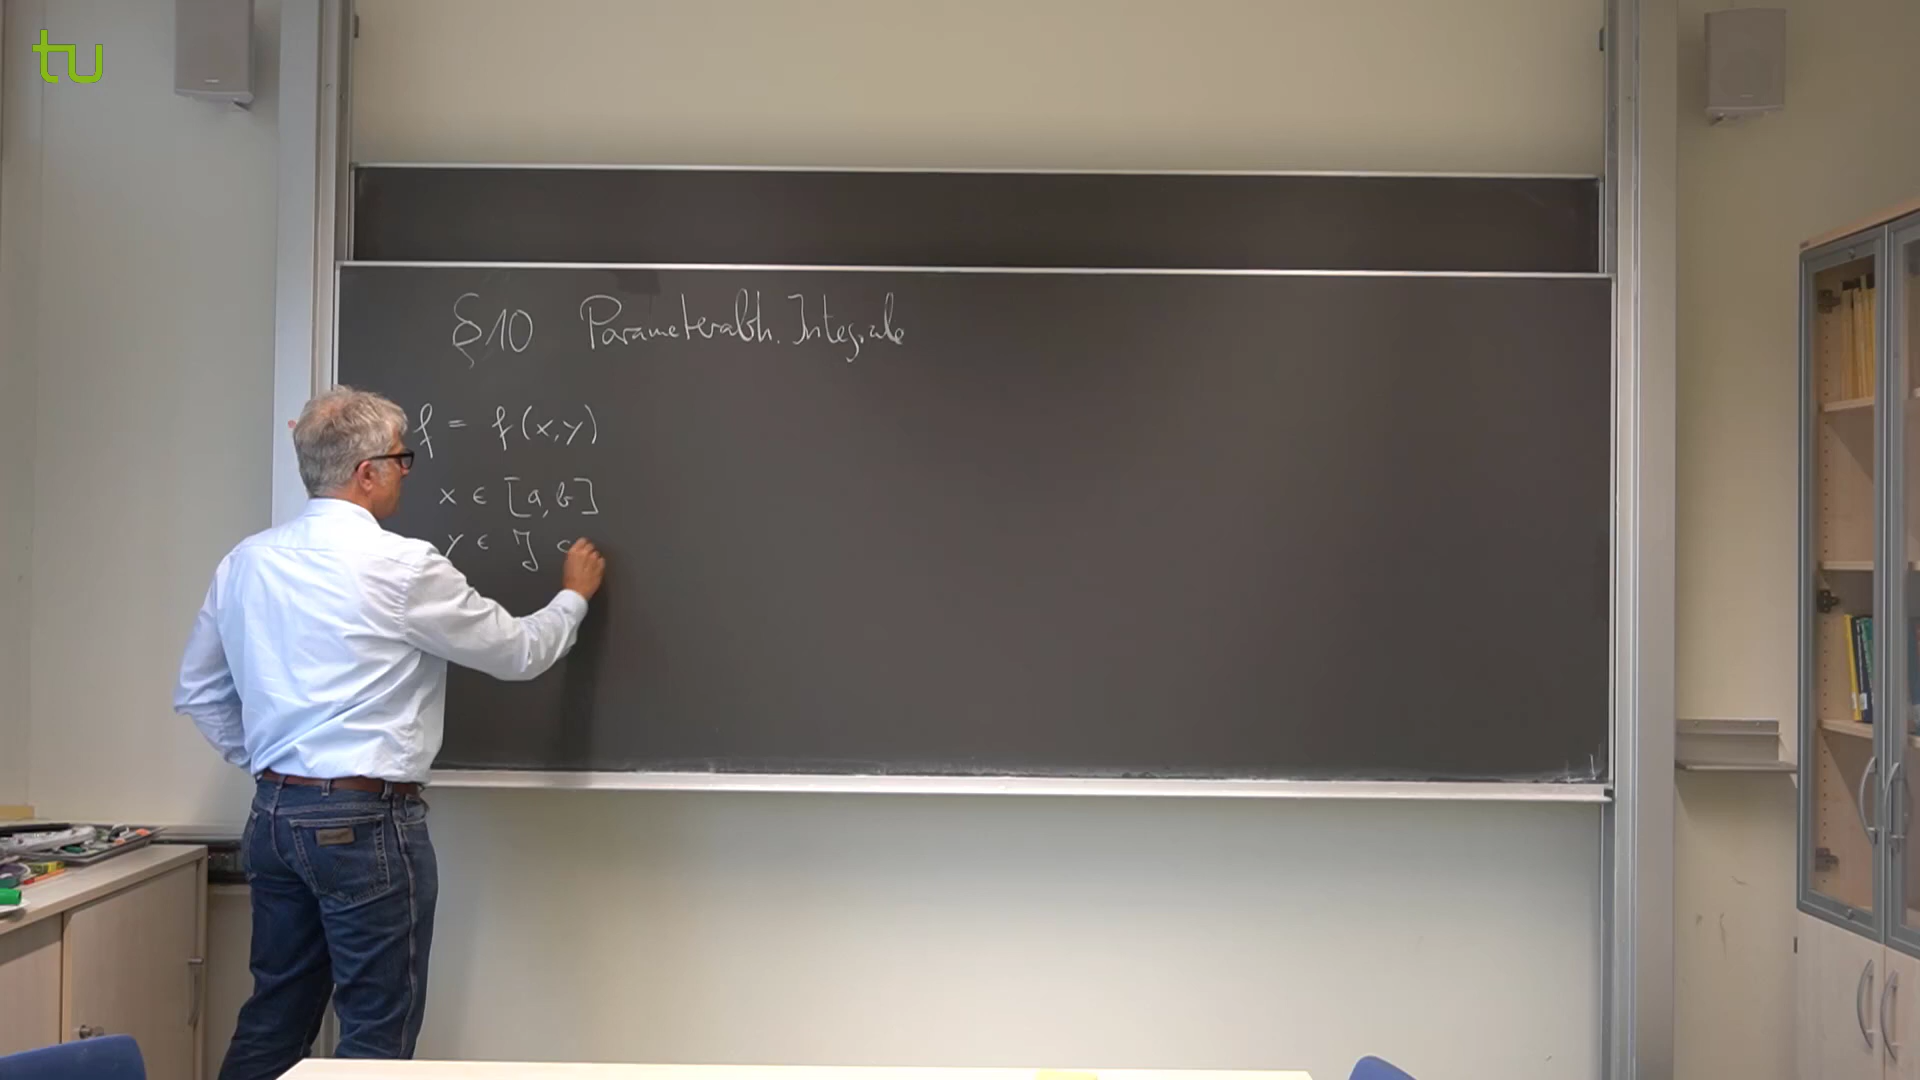 tu
§10 Parameterabh. Integrale
f = f(x,y)
x ∈ [a,b]
y ∈ J c